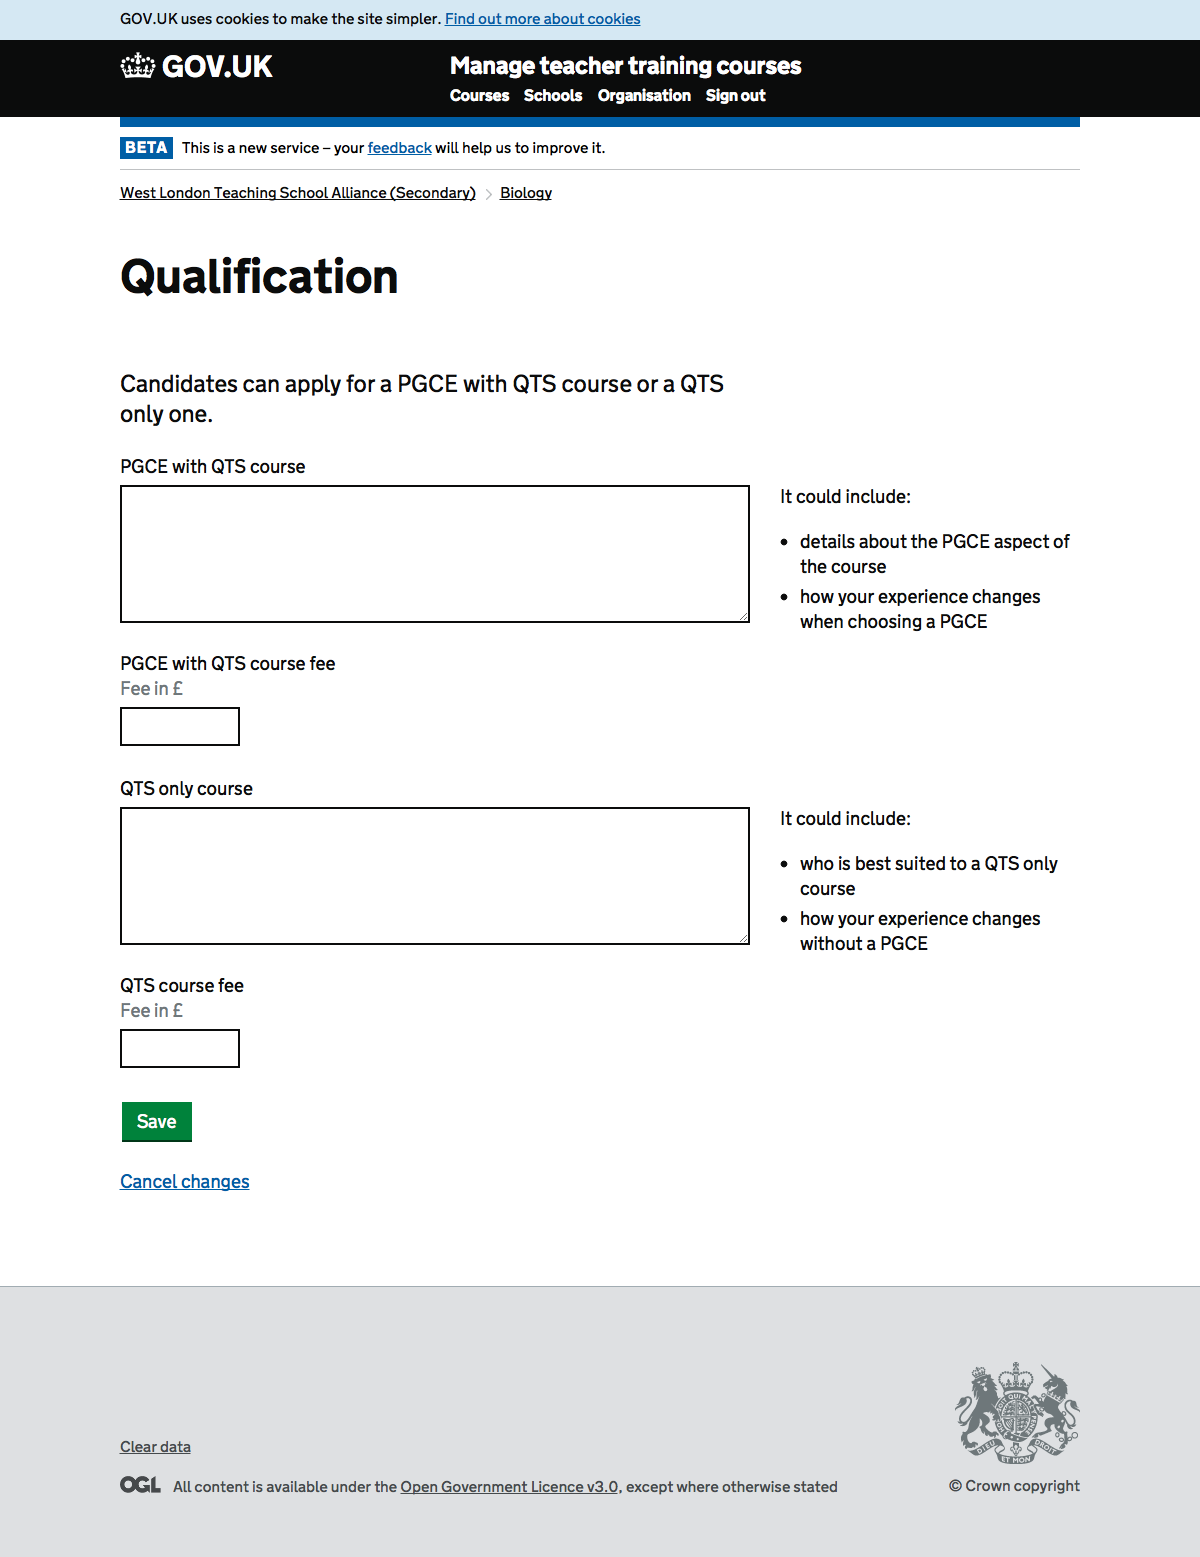 GOV.UK uses cookies to make the site simpler. Find out more about cookies
GOV.UK
Manage teacher training courses
Courses Schools Organisation Sign out
BETA This is a new service – your feedback will help us to improve it.
West London Teaching School Alliance (Secondary) Biology
Qualification
Candidates can apply for a PGCE with QTS course or a QTS
only one.
PGCE with QTS course
It could include:
• details about the PGCE aspect of
the course
• how your experience changes
when choosing a PGCE
PGCE with QTS course fee
Fee in £
QTS only course
It could include:
• who is best suited to a QTS only
course
• how your experience changes
without a PGCE
QTS course fee
Fee in £
Save
Cancel changes
DIEU ET MON DROIT
Clear data
OGL All content is available under the Open Government Licence v3.0, except where otherwise stated
© Crown copyright